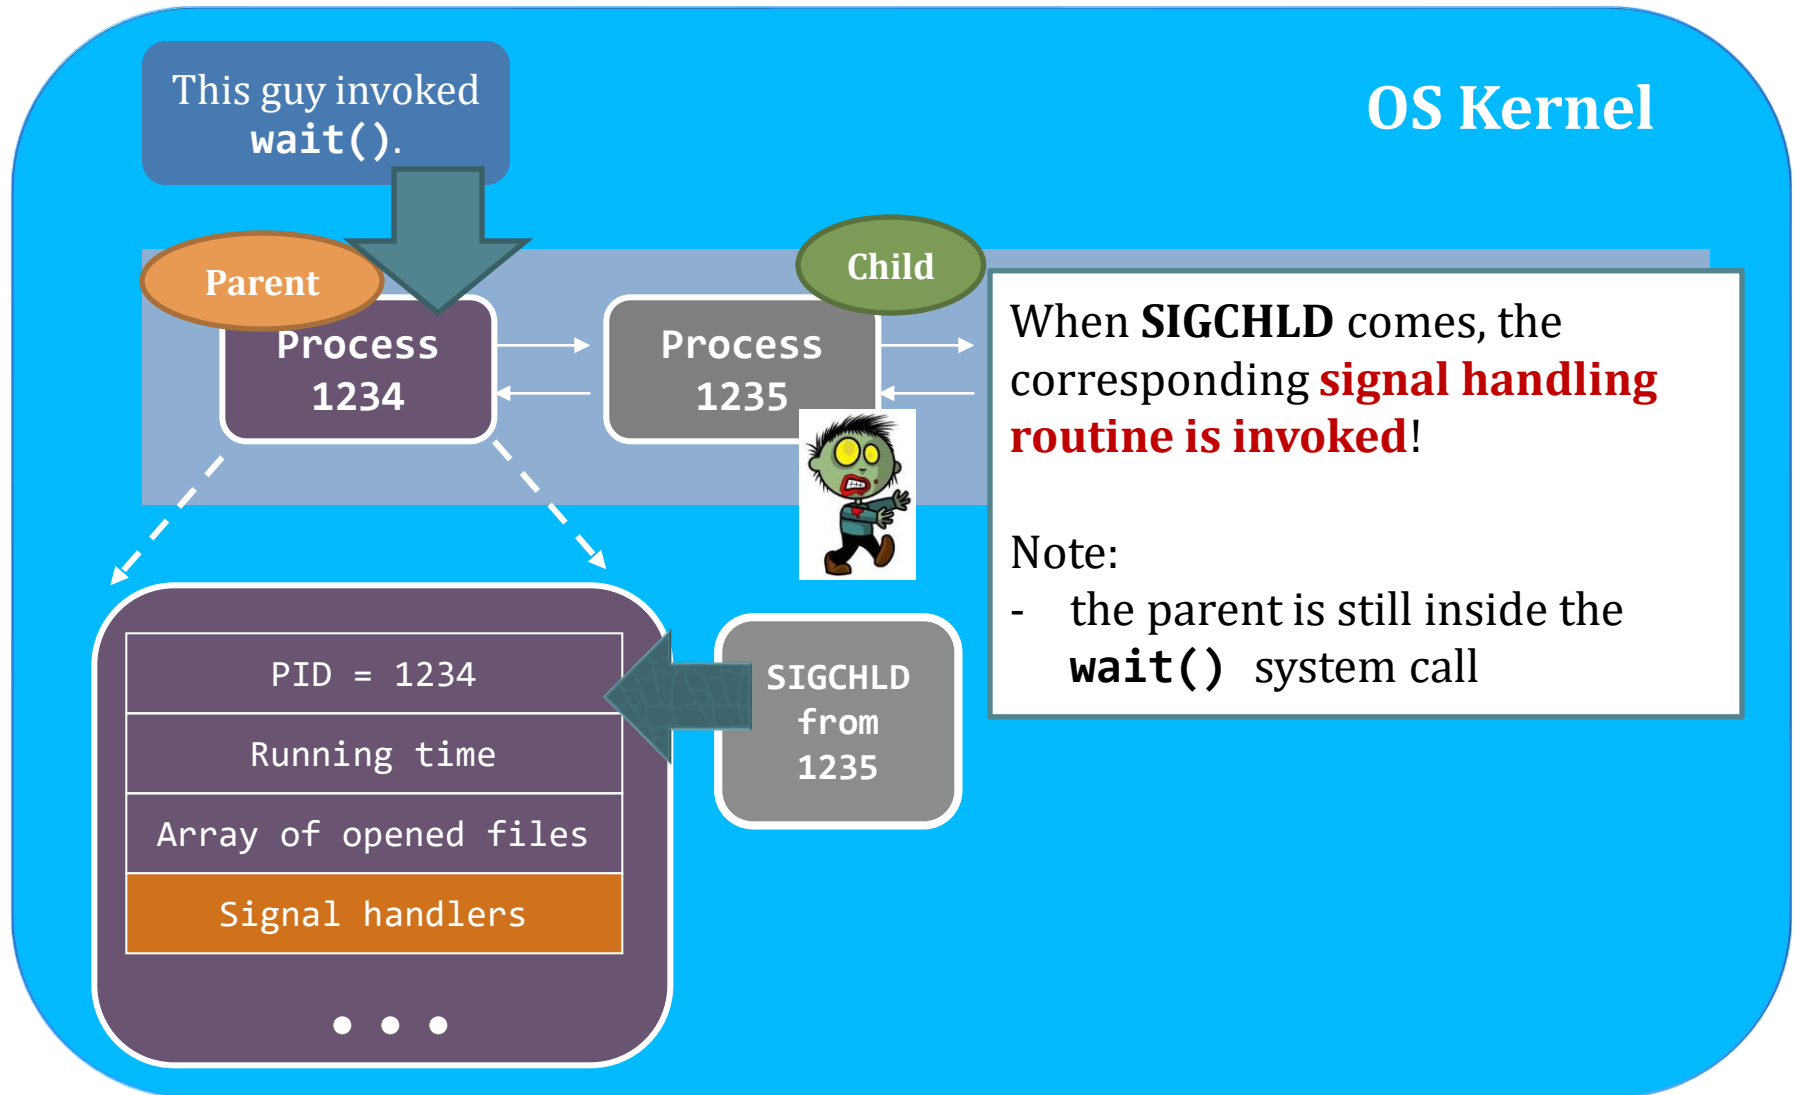 This guy invoked
wait().
OS Kernel
Parent
Child
Process
1234
Process
1235
When SIGCHLD comes, the
corresponding signal handling
routine is invoked!
Note:
- the parent is still inside the
wait() system call
PID = 1234
Running time
Array of opened files
Signal handlers
SIGCHLD
from
1235